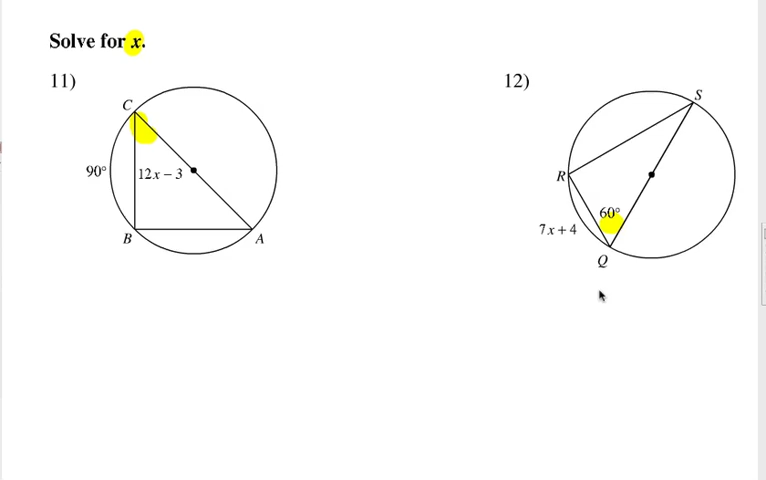 Solve for x.
11)
C
90°
12x − 3
B
A
12)
S
R
60°
7x + 4
Q